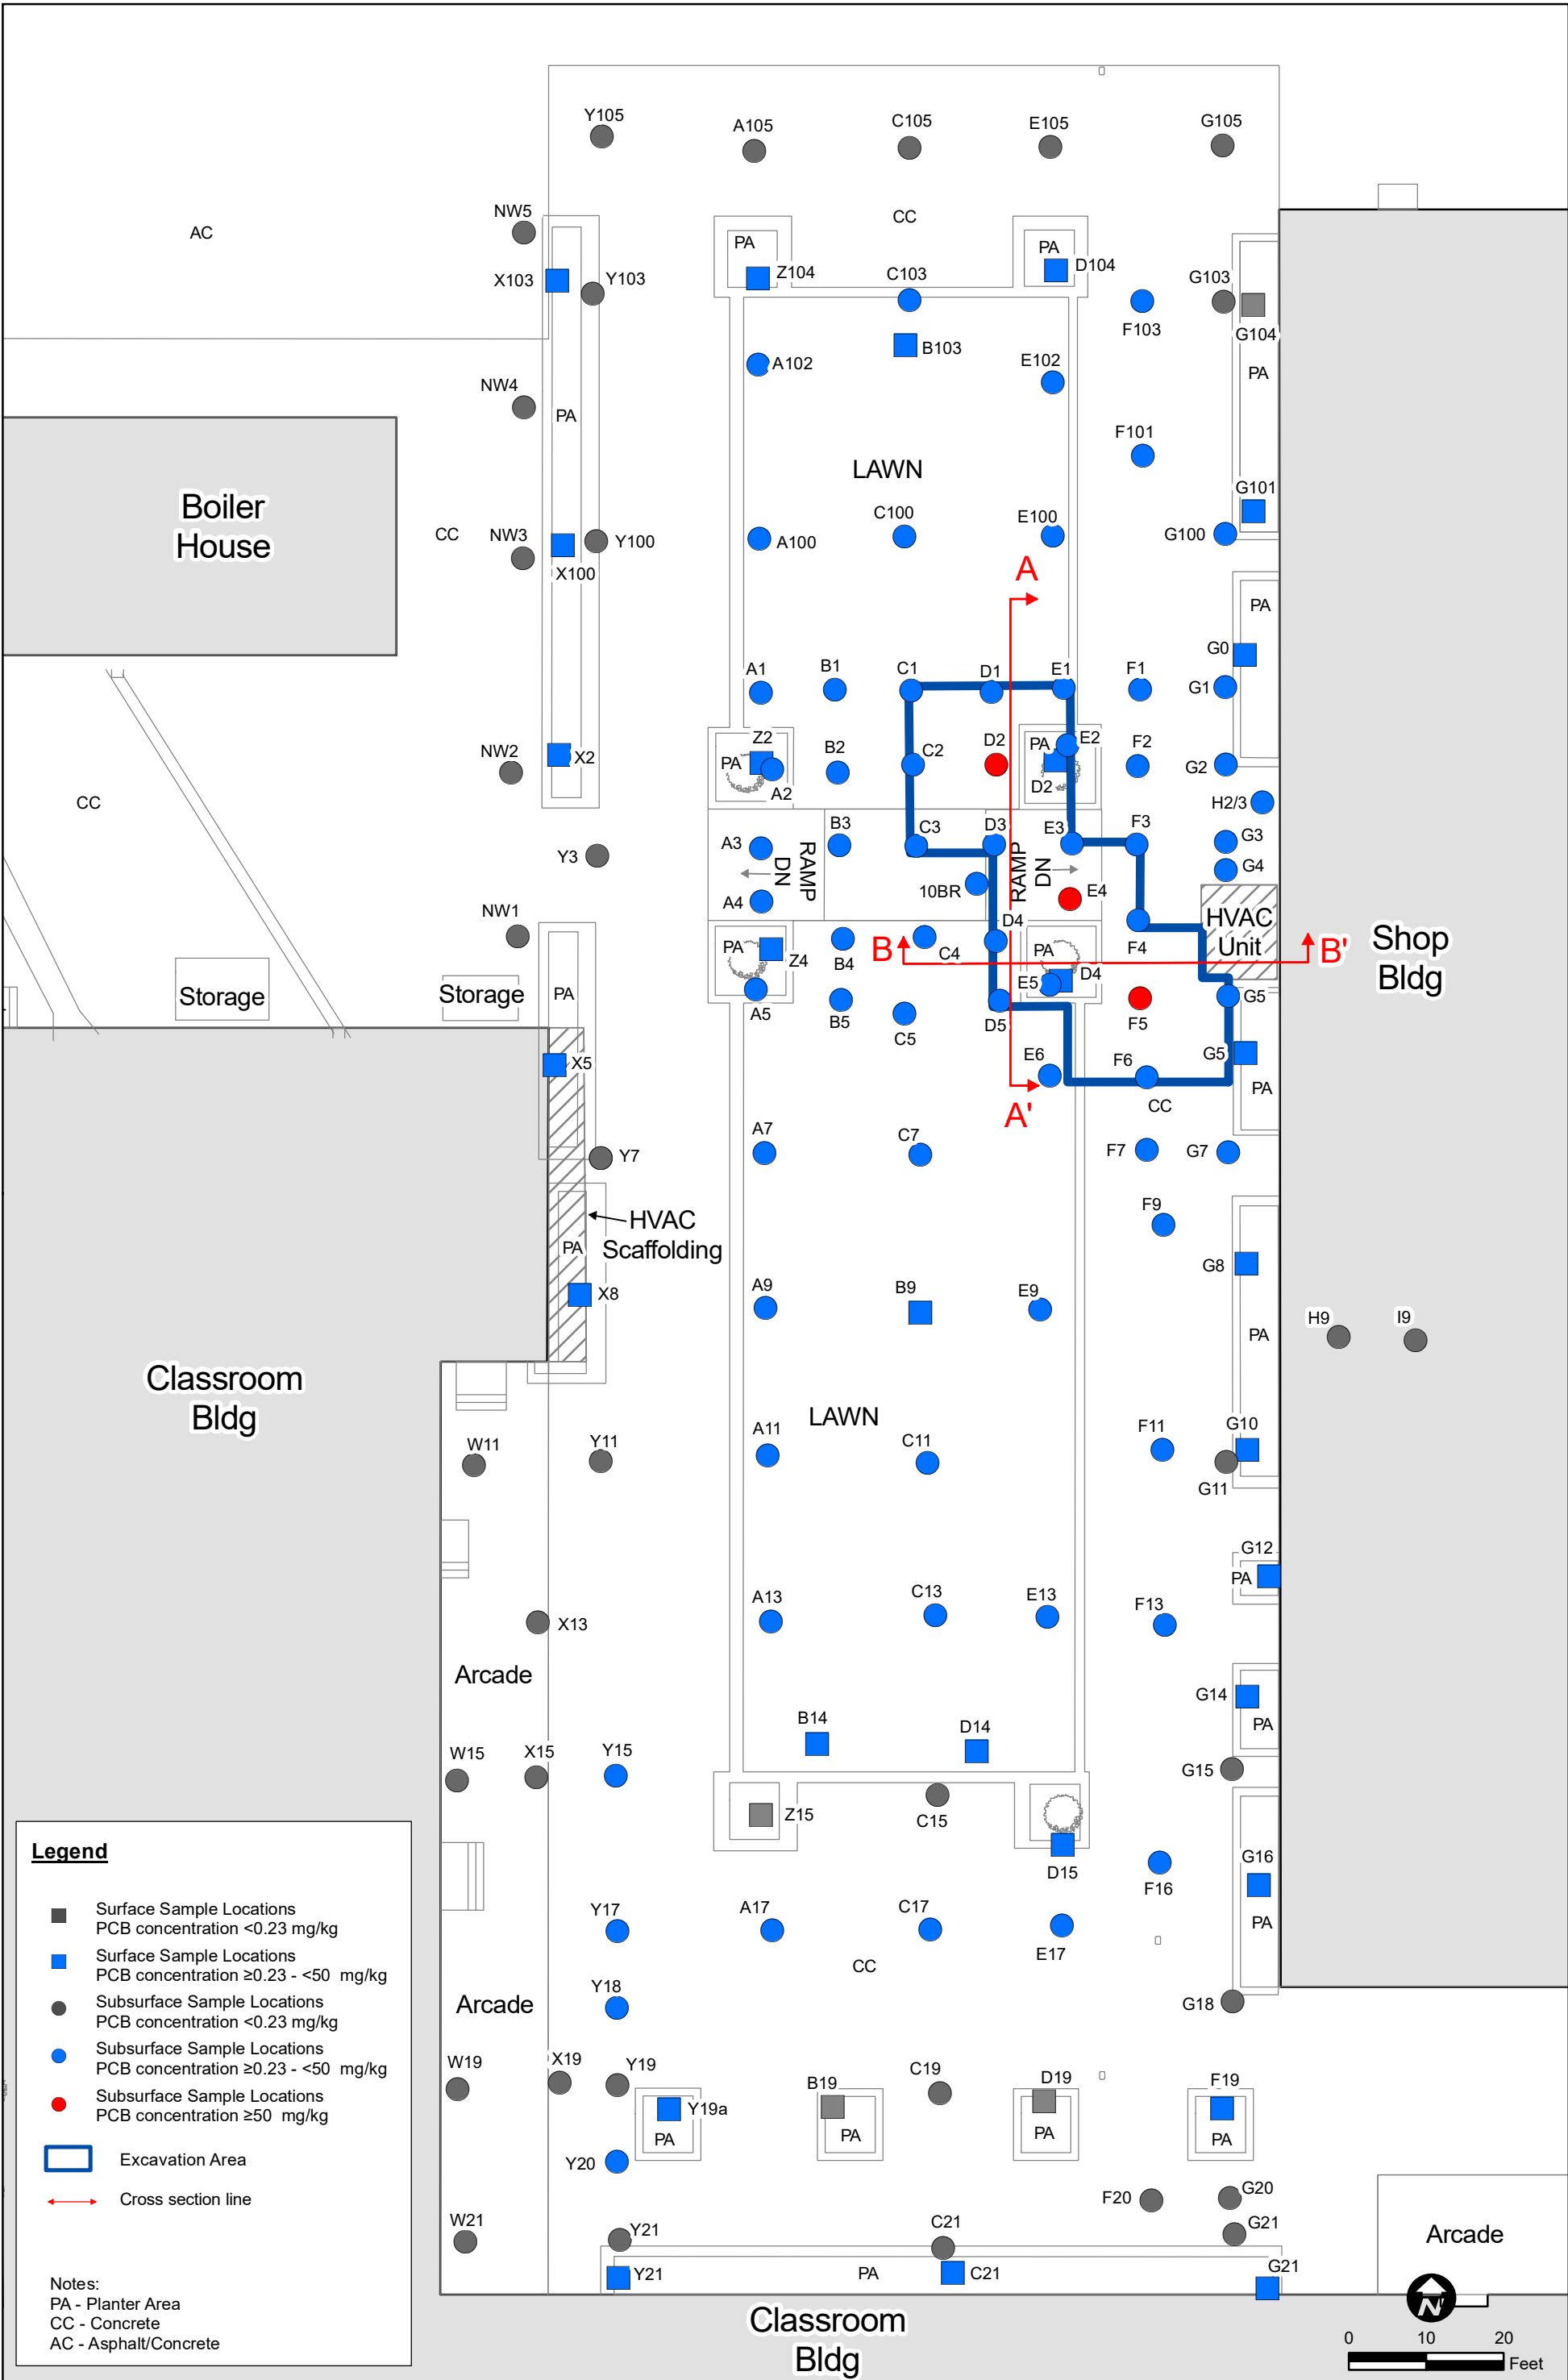 Y105
A105
C105
E105
G105
NW5
AC
CC
PA
PA
Z104
D104
X103
Y103
C103
G103
F103
G104
B103
A102
E102
PA
NW4
PA
F101
LAWN
G101
Boiler
House
CC
NW3
Y100
X100
A100
C100
E100
G100
A
PA
G0
A1
B1
C1
D1
E1
F1
G1
NW2
X2
Z2
PA
A2
B2
C2
D2
PA
E2
D2
F2
G2
H2/3
CC
Y3
A3
RAMP
DN
B3
C3
D3
RAMP
DN
E3
F3
G3
G4
10BR
E4
A4
NW1
HVAC
Unit
F4
D4
PA
Z4
B4
B
C4
PA
D4
B'
Shop
Bldg
Storage
Storage
PA
A5
B5
C5
D5
E5
F5
G5
X5
E6
F6
G5
PA
A'
CC
Y7
A7
C7
F7
G7
F9
HVAC
Scaffolding
PA
X8
G8
A9
B9
E9
PA
H9
I9
Classroom
Bldg
LAWN
W11
Y11
A11
C11
F11
G10
G11
G12
PA
X13
A13
C13
E13
F13
Arcade
G14
PA
B14
D14
W15
X15
Y15
G15
Z15
C15
D15
F16
G16
PA
Y17
A17
C17
E17
CC
Y18
Arcade
G18
W19
X19
Y19
Y19a
PA
B19
PA
C19
D19
PA
F19
PA
Y20
F20
G20
W21
Y21
C21
G21
Y21
PA
C21
G21
Arcade
Classroom
Bldg
N
0 10 20
Feet
Legend
Surface Sample Locations
PCB concentration <0.23 mg/kg
Surface Sample Locations
PCB concentration ≥0.23 - <50 mg/kg
Subsurface Sample Locations
PCB concentration <0.23 mg/kg
Subsurface Sample Locations
PCB concentration ≥0.23 - <50 mg/kg
Subsurface Sample Locations
PCB concentration ≥50 mg/kg
Excavation Area
Cross section line
Notes:
PA - Planter Area
CC - Concrete
AC - Asphalt/Concrete